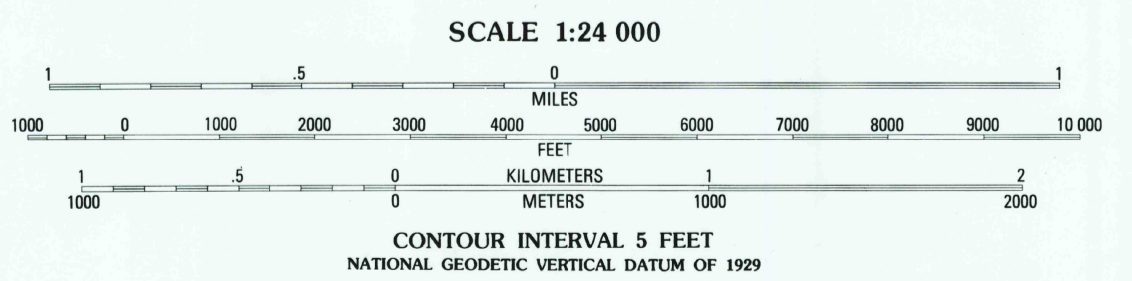 SCALE 1:24 000
1 .5 0 1
MILES
1000 0 1000 2000 3000 4000 5000 6000 7000 8000 9000 10 000
FEET
1 .5 0 KILOMETERS 1 2
1000 0 METERS 1000 2000
CONTOUR INTERVAL 5 FEET
NATIONAL GEODETIC VERTICAL DATUM OF 1929